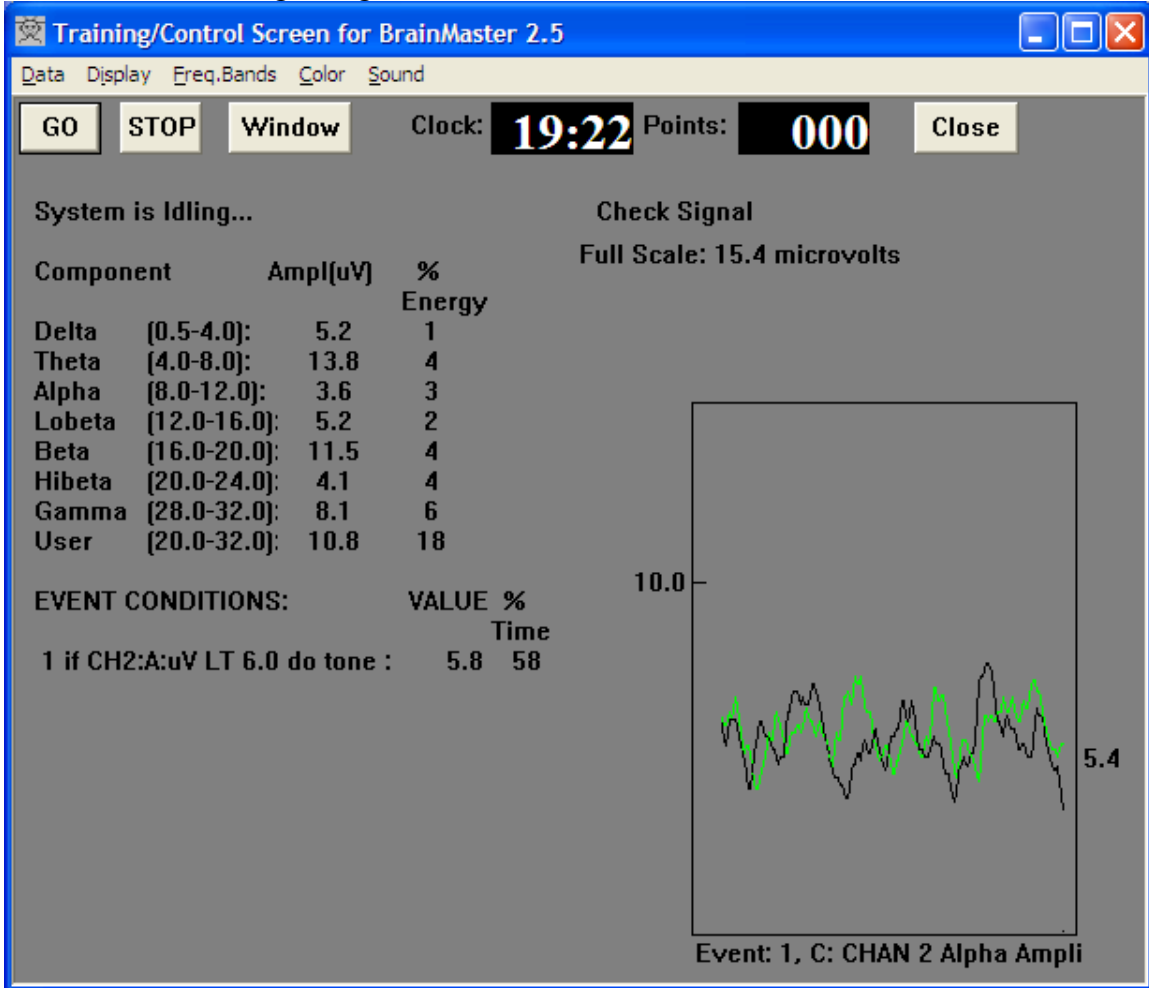 Training/Control Screen for BrainMaster 2.5
Data Display Freq.Bands Color Sound
GO STOP Window Clock: 19:22 Points: 000 Close
System is Idling... Check Signal
Full Scale: 15.4 microvolts
Component Ampl(uV) %
Energy
Delta (0.5-4.0): 5.2 1
Theta (4.0-8.0): 13.8 4
Alpha (8.0-12.0): 3.6 3
Lobeta (12.0-16.0): 5.2 2
Beta (16.0-20.0): 11.5 4
Hibeta (20.0-24.0): 4.1 4
Gamma (28.0-32.0): 8.1 6
User (20.0-32.0): 10.8 18
10.0
EVENT CONDITIONS: VALUE %
Time
1 if CH2:A:uV LT 6.0 do tone : 5.8 58
5.4
Event: 1, C: CHAN 2 Alpha Ampli